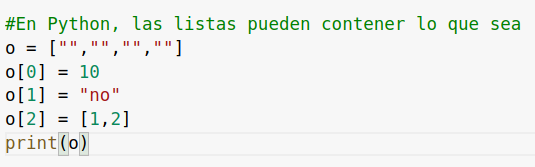 #En Python, las listas pueden contener lo que sea
o = ["","","",""]
o[0] = 10
o[1] = "no"
o[2] = [1,2]
print(o)